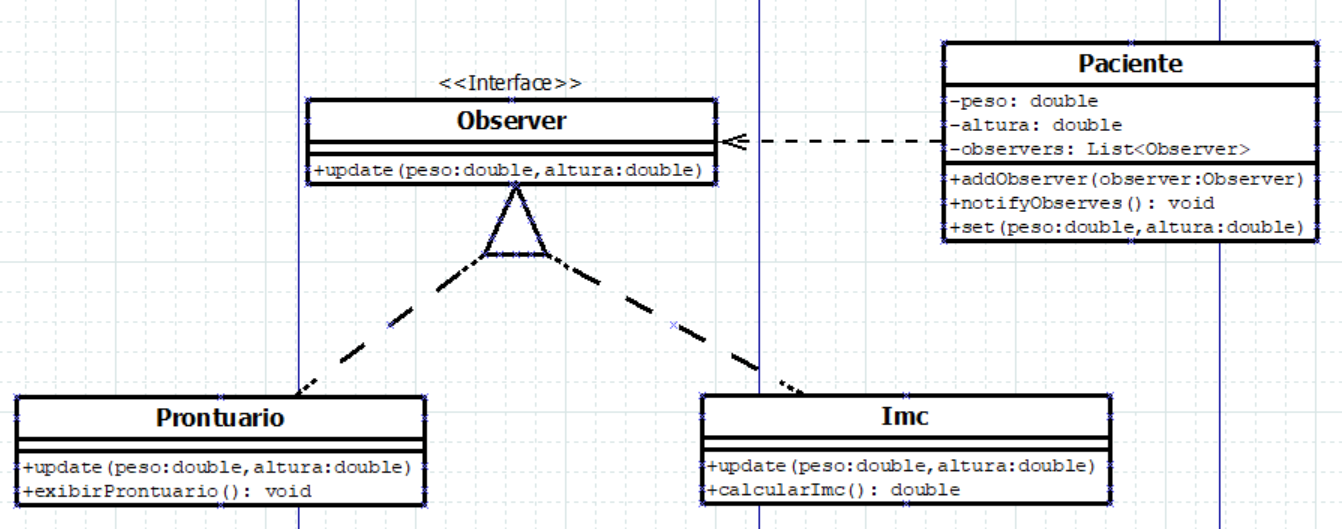 <<Interface>>
Observer
+update(peso:double,altura:double)
Paciente
-peso: double
-altura: double
-observers: List<Observer>
+addObserver(observer:Observer)
+notifyObserves(): void
+set(peso:double,altura:double)
Prontuario
+update(peso:double,altura:double)
+exibirProntuario(): void
Imc
+update(peso:double,altura:double)
+calcularImc(): double